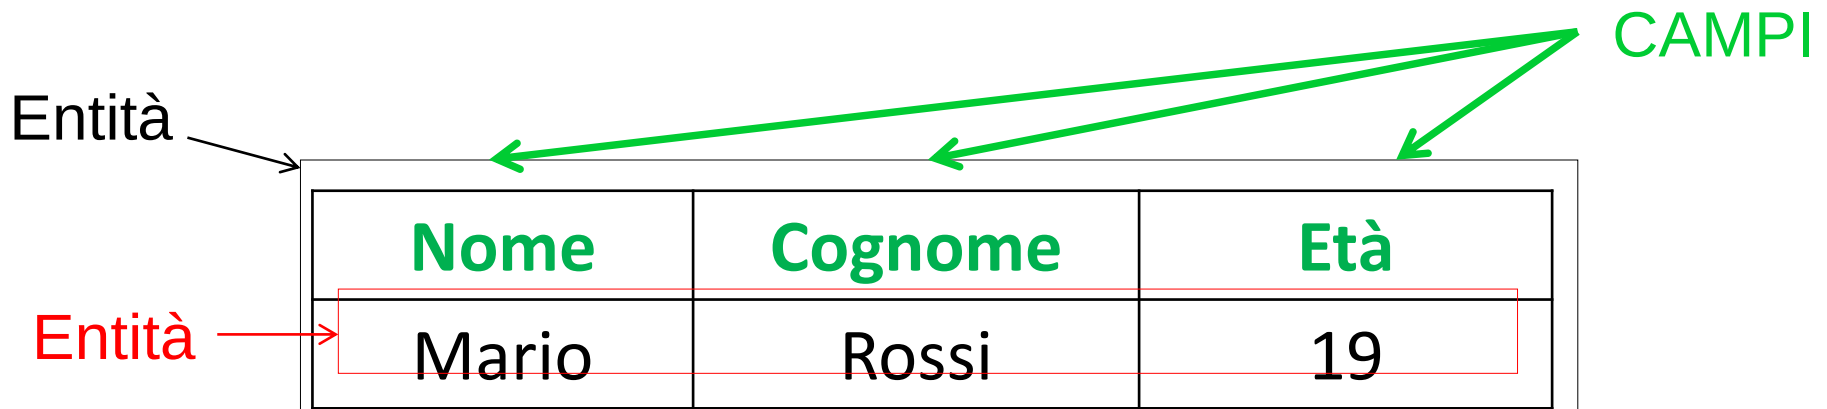 CAMPI
Entità
Nome Cognome Età
Entità
Mario Rossi 19